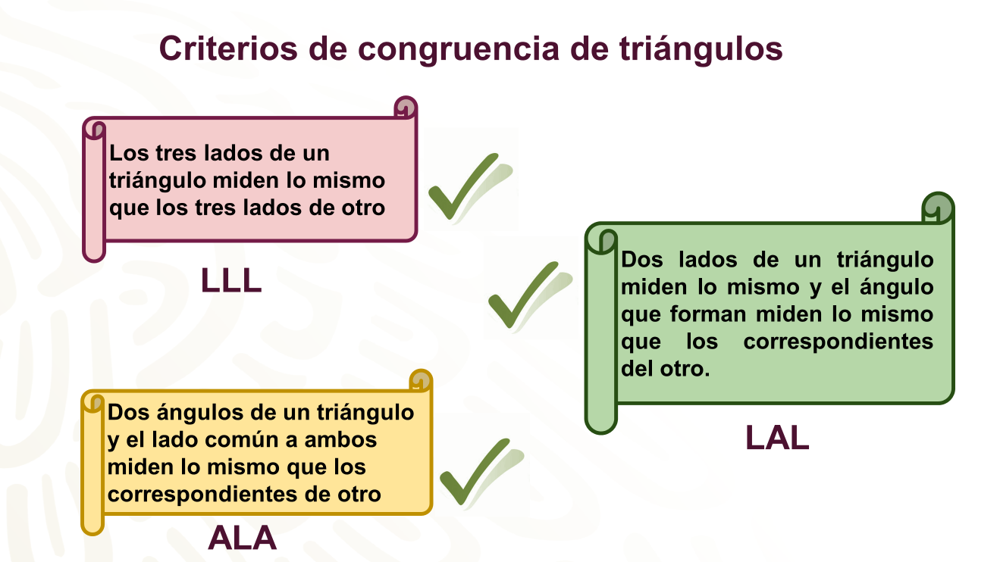 Criterios de congruencia de triángulos
Los tres lados de un
triángulo miden lo mismo
que los tres lados de otro
LLL
Dos lados de un triángulo
miden lo mismo y el ángulo
que forman miden lo mismo
que los correspondientes
del otro.
LAL
Dos ángulos de un triángulo
y el lado común a ambos
miden lo mismo que los
correspondientes de otro
ALA